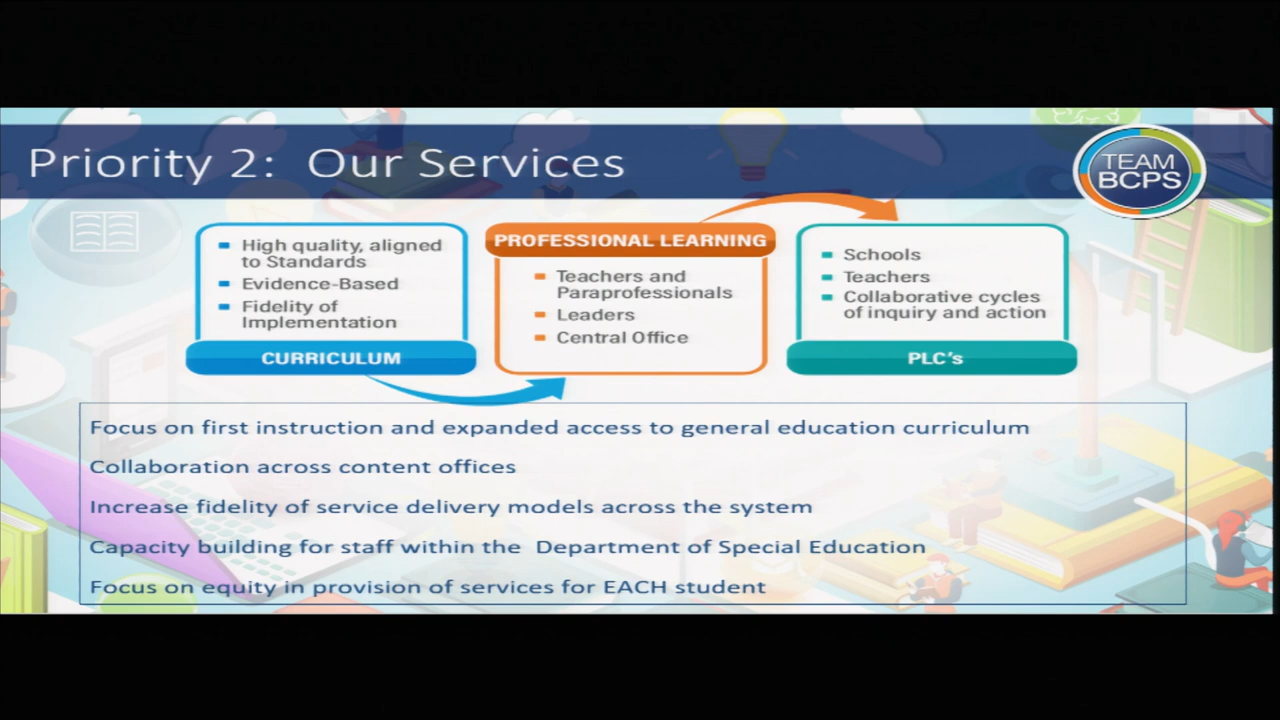 Priority 2: Our Services
TEAM
BCPS
High quality, aligned
to Standards
Evidence-Based
Fidelity of
Implementation
CURRICULUM
PROFESSIONAL LEARNING
Teachers and
Paraprofessionals
Leaders
Central Office
Schools
Teachers
Collaborative cycles
of inquiry and action
PLC's
Focus on first instruction and expanded access to general education curriculum
Collaboration across content offices
Increase fidelity of service delivery models across the system
Capacity building for staff within the Department of Special Education
Focus on equity in provision of services for EACH student